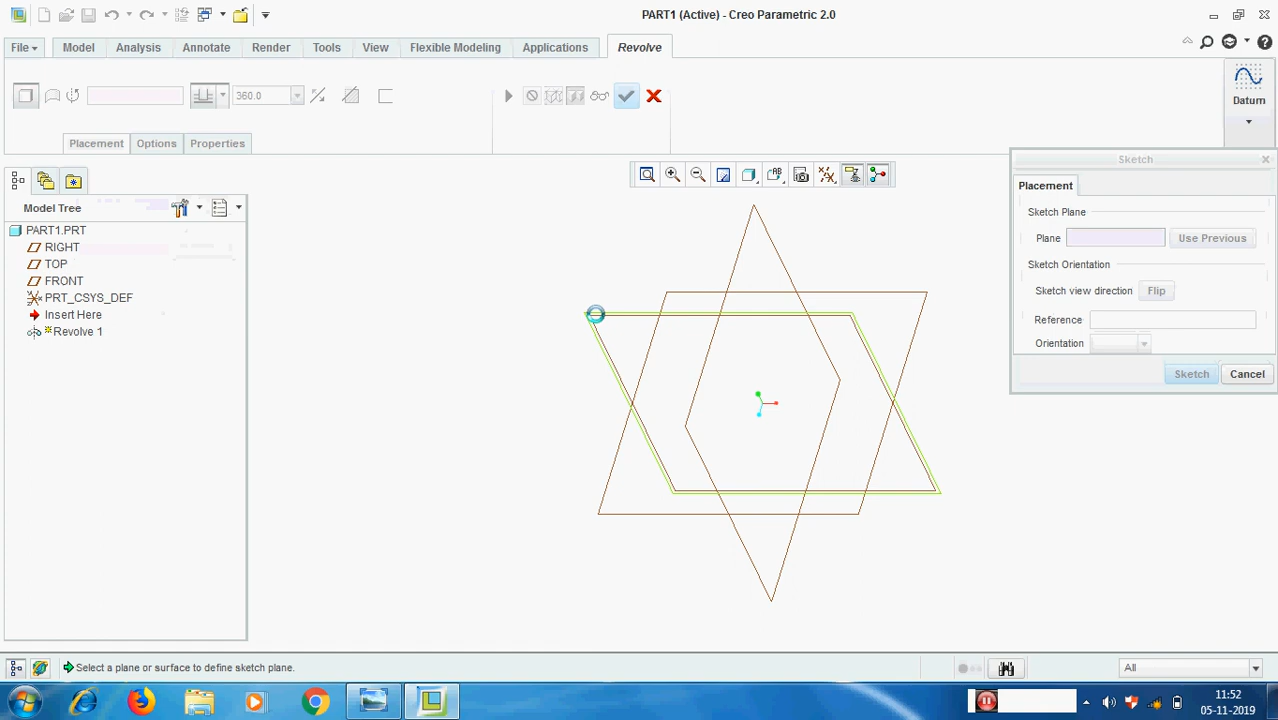 PART1 (Active) - Creo Parametric 2.0
File
Model
Analysis
Annotate
Render
Tools
View
Flexible Modeling
Applications
Revolve
360.0
Datum
Placement
Options
Properties
Model Tree
PART1.PRT
RIGHT
TOP
FRONT
PRT_CSYS_DEF
Insert Here
Revolve 1
Sketch
Placement
Sketch Plane
Plane
Use Previous
Sketch Orientation
Sketch view direction
Flip
Reference
Orientation
Sketch
Cancel
Select a plane or surface to define sketch plane.
All
11:52
05-11-2019